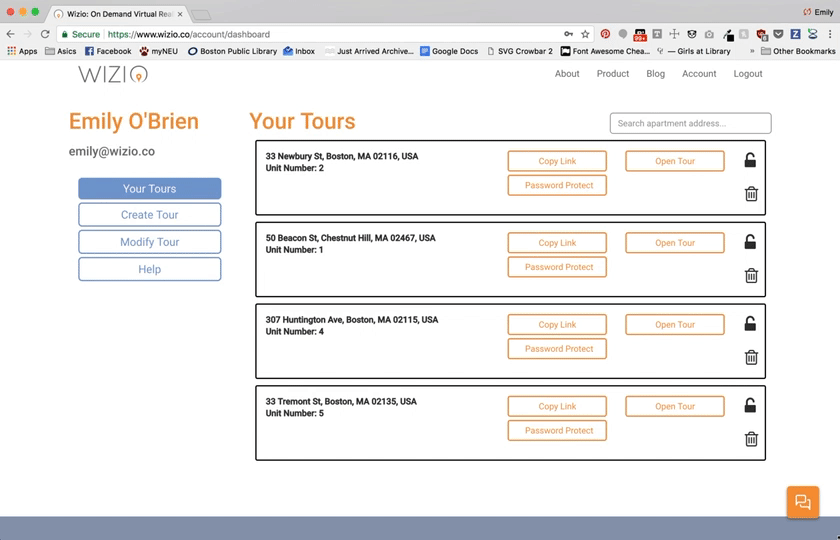 Wizio: On Demand Virtual Real
Emily
Secure https://www.wizio.co/account/dashboard
99+
Apps Asics Facebook myNEU Boston Public Library Inbox Just Arrived Archive... Google Docs SVG Crowbar 2 Font Awesome Chea... — Girls at Library » Other Bookmarks
WIZIO
About Product Blog Account Logout
Emily O'Brien
emily@wizio.co
Your Tours
Create Tour
Modify Tour
Help
Your Tours
Search apartment address...
33 Newbury St, Boston, MA 02116, USA
Unit Number: 2
Copy Link
Open Tour
Password Protect
50 Beacon St, Chestnut Hill, MA 02467, USA
Unit Number: 1
Copy Link
Open Tour
Password Protect
307 Huntington Ave, Boston, MA 02115, USA
Unit Number: 4
Copy Link
Open Tour
Password Protect
33 Tremont St, Boston, MA 02135, USA
Unit Number: 5
Copy Link
Open Tour
Password Protect